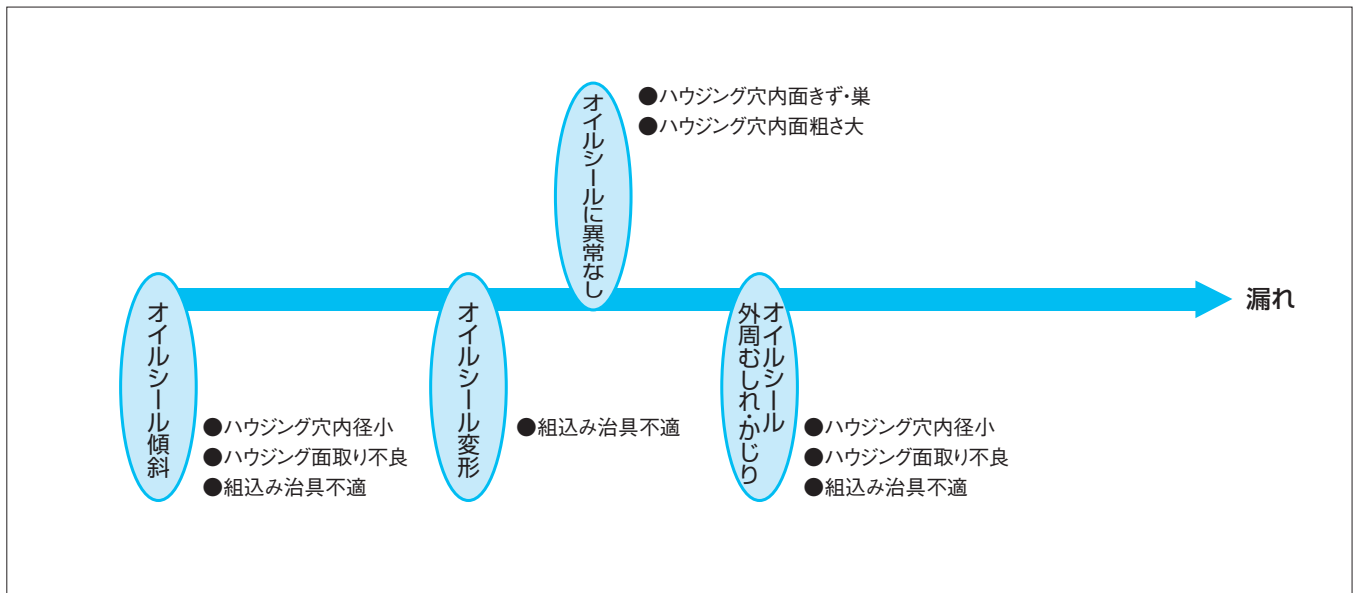 オイルシールに異常なし
●ハウジング穴内面きず・巣
●ハウジング穴内面粗さ大
オイルシール傾斜
●ハウジング穴内径小
●ハウジング面取り不良
●組込み治具不適
オイルシール変形
●組込み治具不適
オイルシール
外周むしれ・かじり
●ハウジング穴内径小
●ハウジング面取り不良
●組込み治具不適
漏れ